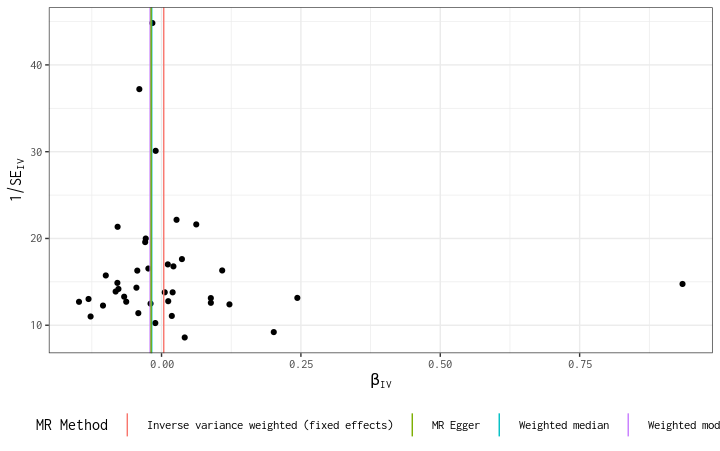 1/SE_IV
40
30
20
10
0.00 0.25 0.50 0.75
β_IV
MR Method Inverse variance weighted (fixed effects) MR Egger Weighted median Weighted mod